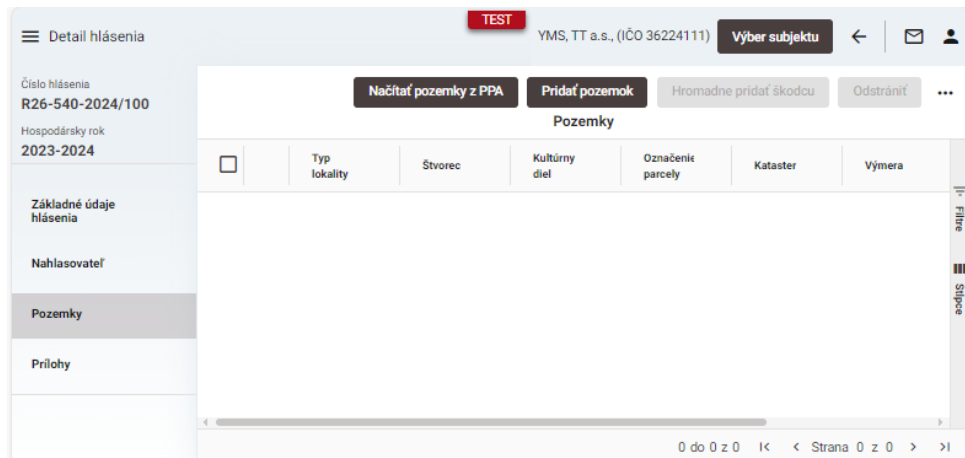 TEST
Detail hlásenia
YMS, TT a.s., (IČO 36224111)
Výber subjektu
Číslo hlásenia
R26-540-2024/100
Hospodársky rok
2023-2024
Základné údaje
hlásenia
Nahlasovateľ
Pozemky
Prílohy
Načítať pozemky z PPA
Pridať pozemok
Hromadne pridať škodcu
Odstrániť
Pozemky
Typ
lokality
Štvorec
Kultúrny
diel
Označenie
parcely
Kataster
Výmera
Filtre
Stĺpce
0 do 0 z 0
Strana 0 z 0